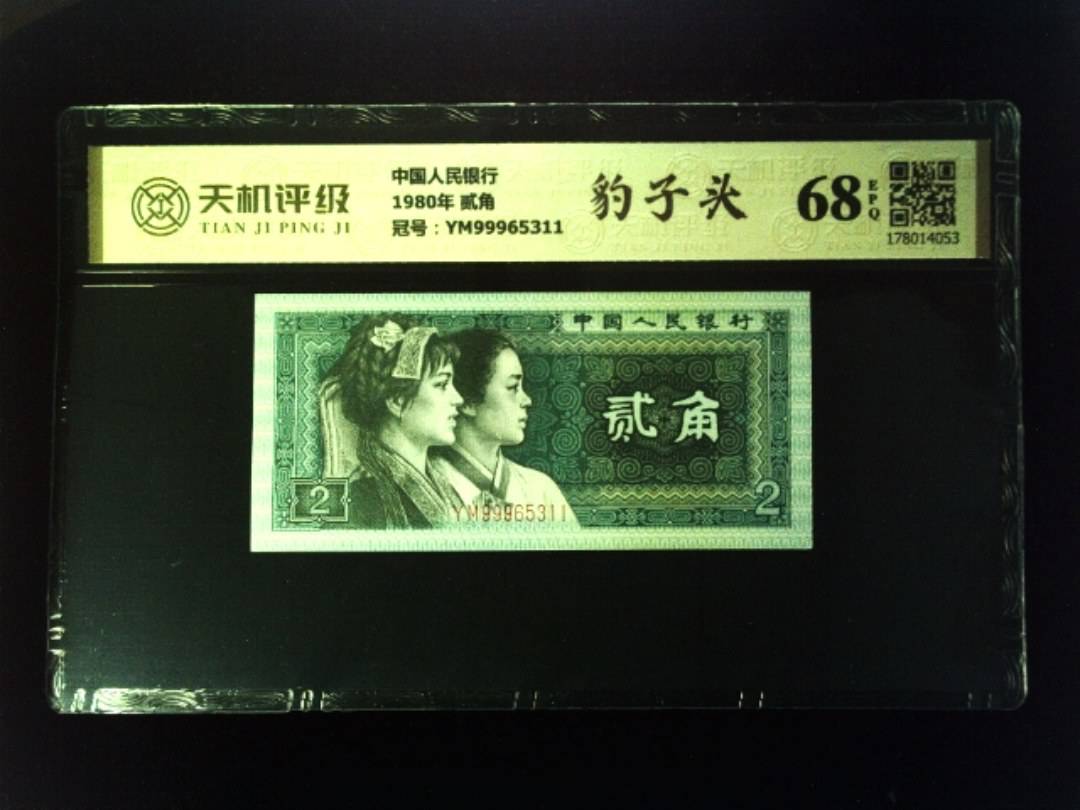 天机评级
TIAN JI PING JI
中国人民银行
1980年 贰角
冠号：YM99965311
豹子头
68
EPQ
178014053
中国人民银行
贰角
2
YM99965311
2